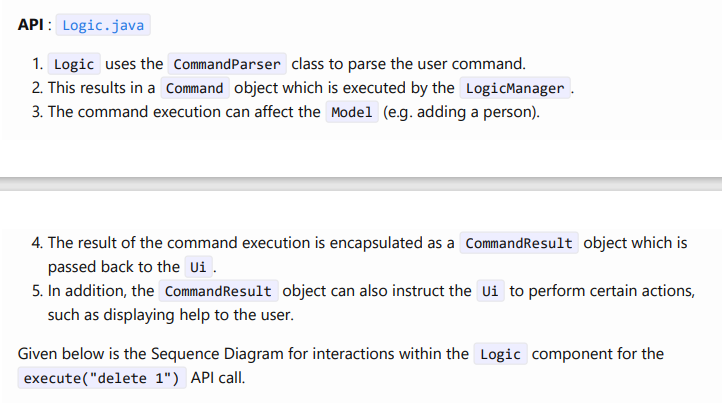 API : Logic.java
1. Logic uses the CommandParser class to parse the user command.
2. This results in a Command object which is executed by the LogicManager .
3. The command execution can affect the Model (e.g. adding a person).
4. The result of the command execution is encapsulated as a CommandResult object which is
passed back to the Ui .
5. In addition, the CommandResult object can also instruct the Ui to perform certain actions,
such as displaying help to the user.
Given below is the Sequence Diagram for interactions within the Logic component for the
execute("delete 1") API call.